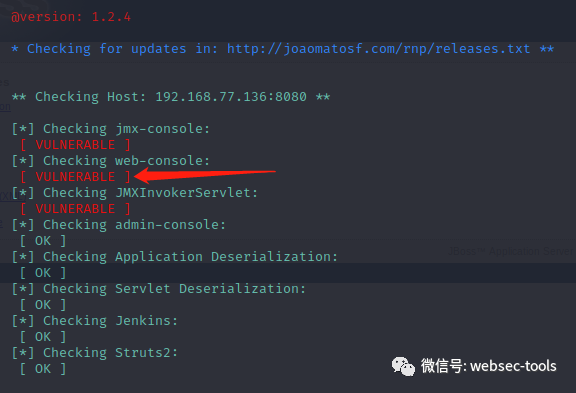 @version: 1.2.4
* Checking for updates in: http://joaomatosf.com/rnp/releases.txt **
** Checking Host: 192.168.77.136:8080 **
[*] Checking jmx-console:
[ VULNERABLE ]
[*] Checking web-console:
[ VULNERABLE ]
[*] Checking JMXInvokerServlet:
[ VULNERABLE ]
[*] Checking admin-console:
[ OK ]
[*] Checking Application Deserialization:
[ OK ]
[*] Checking Servlet Deserialization:
[ OK ]
[*] Checking Jenkins:
[ OK ]
[*] Checking Struts2:
[ OK ]
微信号: websec-tools